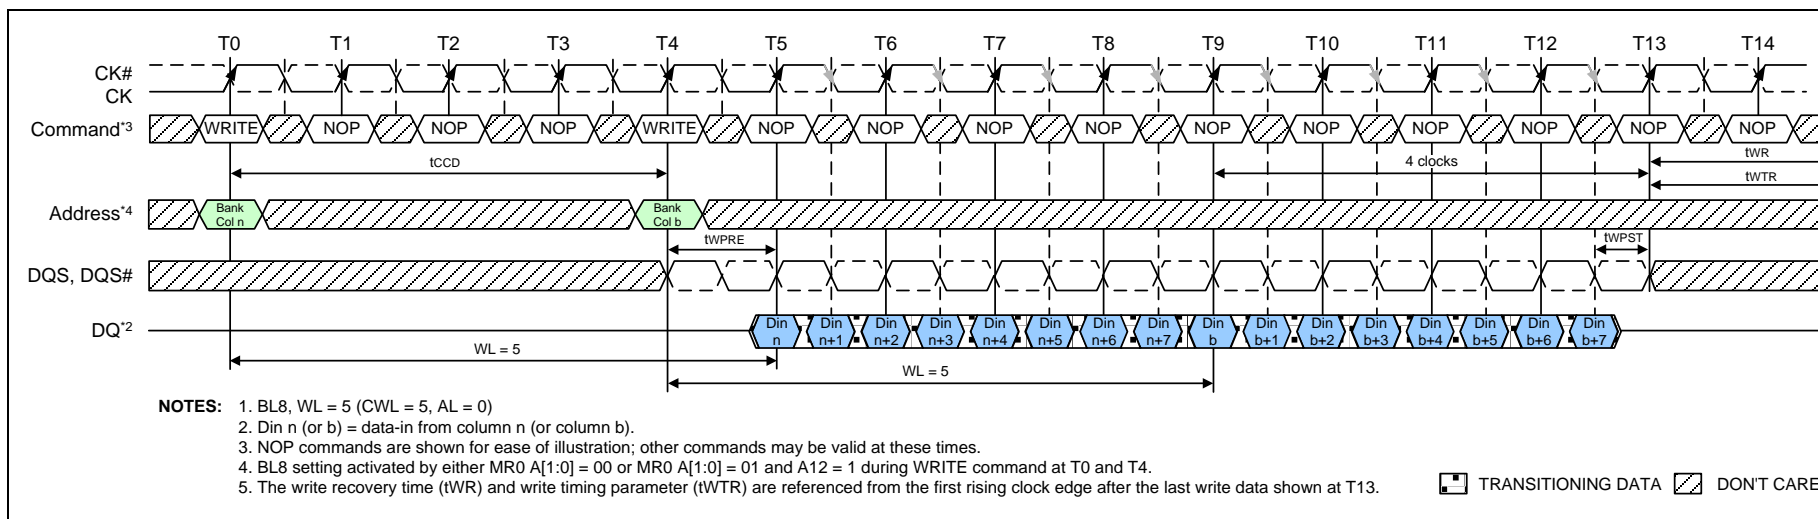 T0 T1 T2 T3 T4 T5 T6 T7 T8 T9 T10 T11 T12 T13 T14
CK#
CK
Command*3 WRITE NOP NOP NOP WRITE NOP NOP NOP NOP NOP NOP NOP NOP NOP NOP
tCCD 4 clocks tWR
tWTR
Address*4 Bank Col n Bank Col b
tWPRE tWPST
DQS, DQS#
DQ*2 Din n Din n+1 Din n+2 Din n+3 Din n+4 Din n+5 Din n+6 Din n+7 Din b Din b+1 Din b+2 Din b+3 Din b+4 Din b+5 Din b+6 Din b+7
WL = 5
WL = 5
NOTES: 1. BL8, WL = 5 (CWL = 5, AL = 0)
2. Din n (or b) = data-in from column n (or column b).
3. NOP commands are shown for ease of illustration; other commands may be valid at these times.
4. BL8 setting activated by either MR0 A[1:0] = 00 or MR0 A[1:0] = 01 and A12 = 1 during WRITE command at T0 and T4.
5. The write recovery time (tWR) and write timing parameter (tWTR) are referenced from the first rising clock edge after the last write data shown at T13.
TRANSITIONING DATA DON'T CARE